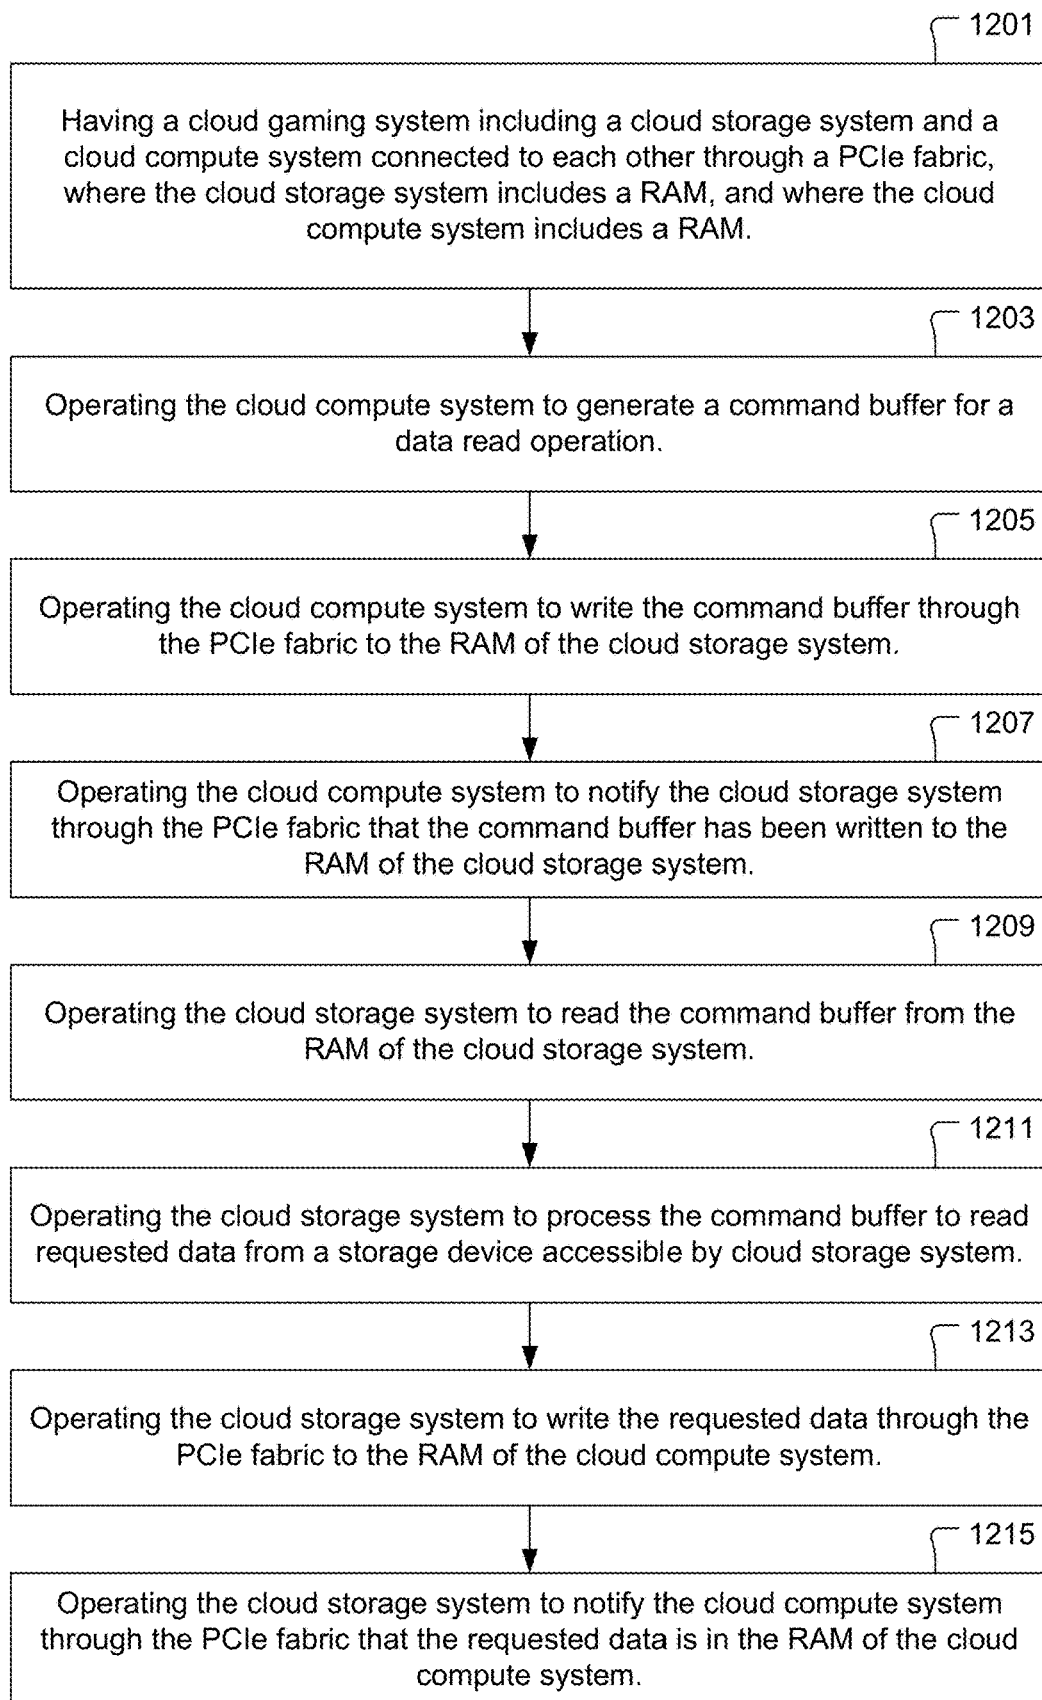 1201
Having a cloud gaming system including a cloud storage system and a
cloud compute system connected to each other through a PCIe fabric,
where the cloud storage system includes a RAM, and where the cloud
compute system includes a RAM.
1203
Operating the cloud compute system to generate a command buffer for a
data read operation.
1205
Operating the cloud compute system to write the command buffer through
the PCIe fabric to the RAM of the cloud storage system.
1207
Operating the cloud compute system to notify the cloud storage system
through the PCIe fabric that the command buffer has been written to the
RAM of the cloud storage system.
1209
Operating the cloud storage system to read the command buffer from the
RAM of the cloud storage system.
1211
Operating the cloud storage system to process the command buffer to read
requested data from a storage device accessible by cloud storage system.
1213
Operating the cloud storage system to write the requested data through the
PCIe fabric to the RAM of the cloud compute system.
1215
Operating the cloud storage system to notify the cloud compute system
through the PCIe fabric that the requested data is in the RAM of the cloud
compute system.